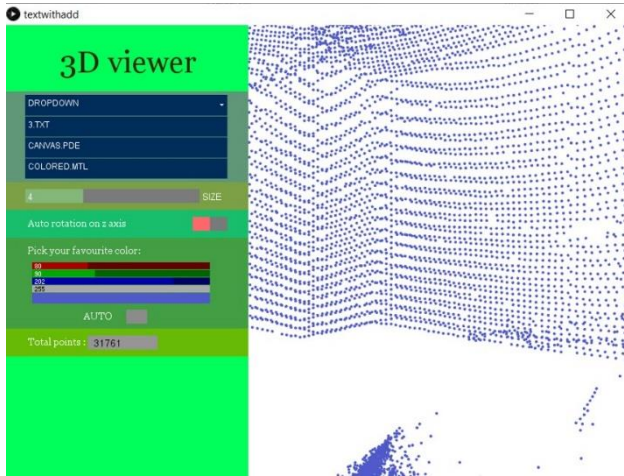 textwithadd
3D viewer
DROPDOWN
3.TXT
CANVAS.PDE
COLORED.MTL
4 SIZE
Auto rotation on z axis
Pick your favourite color:
90
202
255
AUTO
Total points : 31761